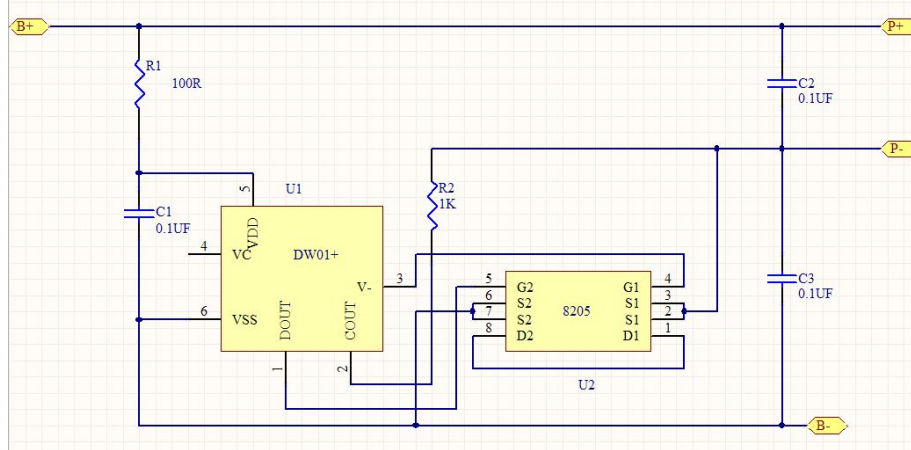 B+
P+
R1
100R
C2
0.1UF
P-
U1
R2
1K
5
C1
0.1UF
VDD
4
VC
DW01+
3
V-
C3
0.1UF
5
G2
G1
4
6
S2
S1
3
8205
7
S2
S1
2
8
D2
D1
1
6
VSS
DOUT
COUT
1
2
U2
B-